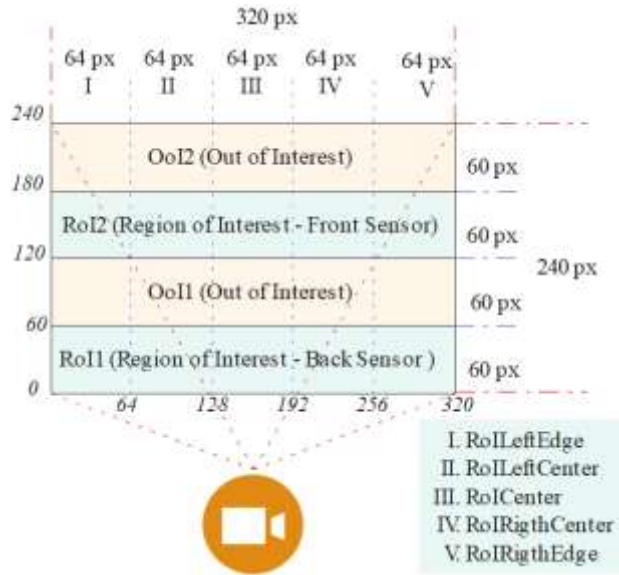 320 px
64 px 64 px 64 px 64 px 64 px
I II III IV V
240
OoI2 (Out of Interest)
60 px
180
RoI2 (Region of Interest - Front Sensor)
60 px
120
240 px
OoI1 (Out of Interest)
60 px
60
RoI1 (Region of Interest - Back Sensor )
60 px
0
64 128 192 256 320
I. RoILeftEdge
II. RoILeftCenter
III. RoICenter
IV. RoIRigthCenter
V. RoIRigthEdge